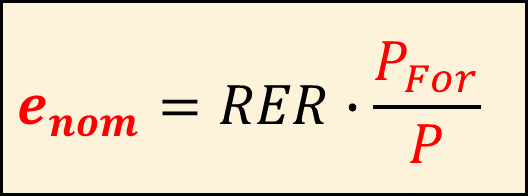 e_nom = RER · P_For / P